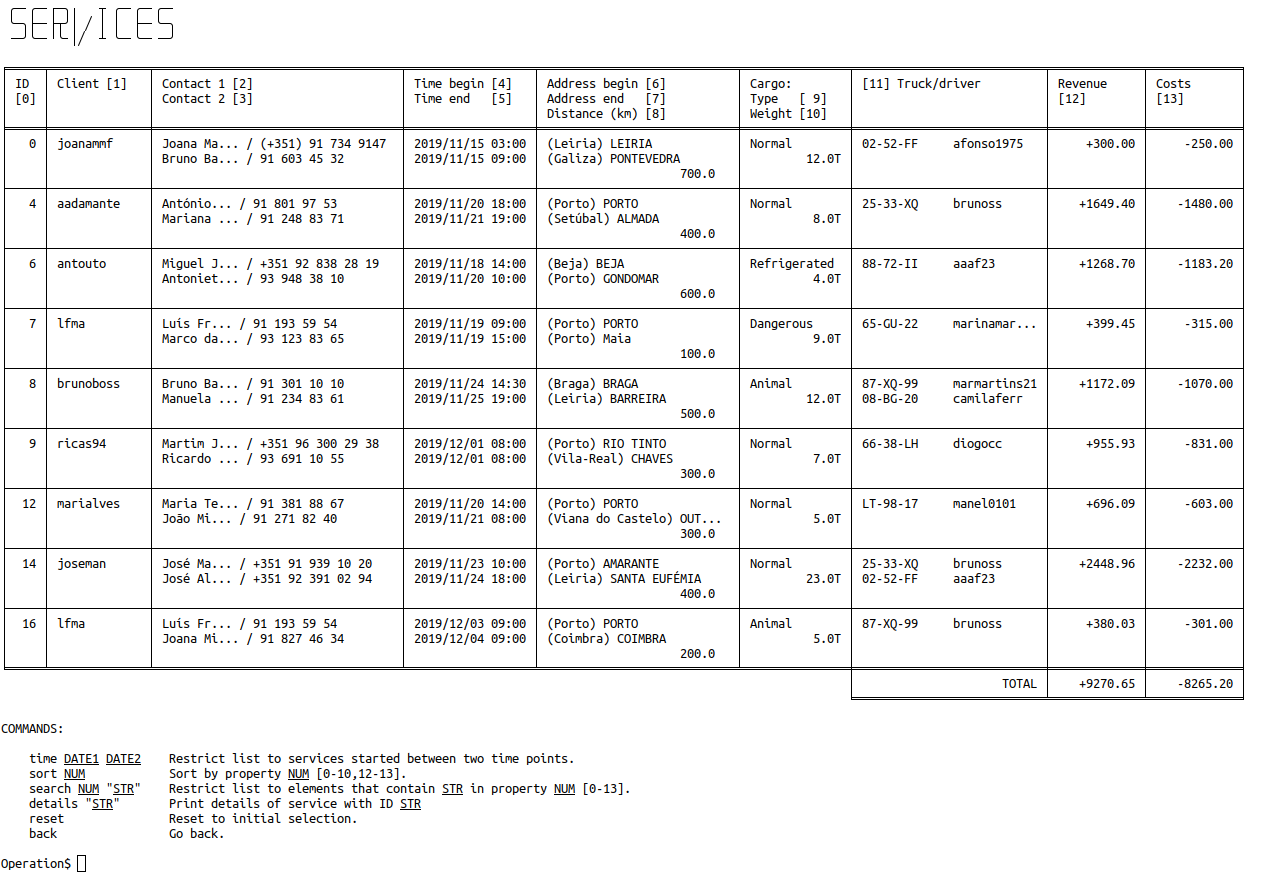 SERVICES
ID Client [1] Contact 1 [2] Time begin [4] Address begin [6] Cargo: [11] Truck/driver Revenue Costs
[0] Contact 2 [3] Time end [5] Address end [7] Type [ 9] [12] [13]
Distance (km) [8] Weight [10]
0 joanammf Joana Ma... / (+351) 91 734 9147 2019/11/15 03:00 (Leiria) LEIRIA Normal 02-52-FF afonso1975 +300.00 -250.00
Bruno Ba... / 91 603 45 32 2019/11/15 09:00 (Galiza) PONTEVEDRA 12.0T
700.0
4 aadamante António... / 91 801 97 53 2019/11/20 18:00 (Porto) PORTO Normal 25-33-XQ brunoss +1649.40 -1480.00
Mariana ... / 91 248 83 71 2019/11/21 19:00 (Setúbal) ALMADA 8.0T
400.0
6 antouto Miguel J... / +351 92 838 28 19 2019/11/18 14:00 (Beja) BEJA Refrigerated 88-72-II aaaf23 +1268.70 -1183.20
Antoniet... / 93 948 38 10 2019/11/20 10:00 (Porto) GONDOMAR 4.0T
600.0
7 lfma Luís Fr... / 91 193 59 54 2019/11/19 09:00 (Porto) PORTO Dangerous 65-GU-22 marinamar... +399.45 -315.00
Marco da... / 93 123 83 65 2019/11/19 15:00 (Porto) Maia 9.0T
100.0
8 brunoboss Bruno Ba... / 91 301 10 10 2019/11/24 14:30 (Braga) BRAGA Animal 87-XQ-99 marmartins21 +1172.09 -1070.00
Manuela ... / 91 234 83 61 2019/11/25 19:00 (Leiria) BARREIRA 12.0T 08-BG-20 camilaferr
500.0
9 ricas94 Martim J... / +351 96 300 29 38 2019/12/01 08:00 (Porto) RIO TINTO Normal 66-38-LH diogocc +955.93 -831.00
Ricardo ... / 93 691 10 55 2019/12/01 08:00 (Vila-Real) CHAVES 7.0T
300.0
12 marialves Maria Te... / 91 381 88 67 2019/11/20 14:00 (Porto) PORTO Normal LT-98-17 manel0101 +696.09 -603.00
João Mi... / 91 271 82 40 2019/11/21 08:00 (Viana do Castelo) OUT... 5.0T
300.0
14 joseman José Ma... / +351 91 939 10 20 2019/11/23 10:00 (Porto) AMARANTE Normal 25-33-XQ brunoss +2448.96 -2232.00
José Al... / +351 92 391 02 94 2019/11/24 18:00 (Leiria) SANTA EUFÉMIA 23.0T 02-52-FF aaaf23
400.0
16 lfma Luís Fr... / 91 193 59 54 2019/12/03 09:00 (Porto) PORTO Animal 87-XQ-99 brunoss +380.03 -301.00
Joana Mi... / 91 827 46 34 2019/12/04 09:00 (Coimbra) COIMBRA 5.0T
200.0
TOTAL +9270.65 -8265.20
COMMANDS:
time DATE1 DATE2 Restrict list to services started between two time points.
sort NUM Sort by property NUM [0-10,12-13].
search NUM "STR" Restrict list to elements that contain STR in property NUM [0-13].
details "STR" Print details of service with ID STR
reset Reset to initial selection.
back Go back.
Operation$